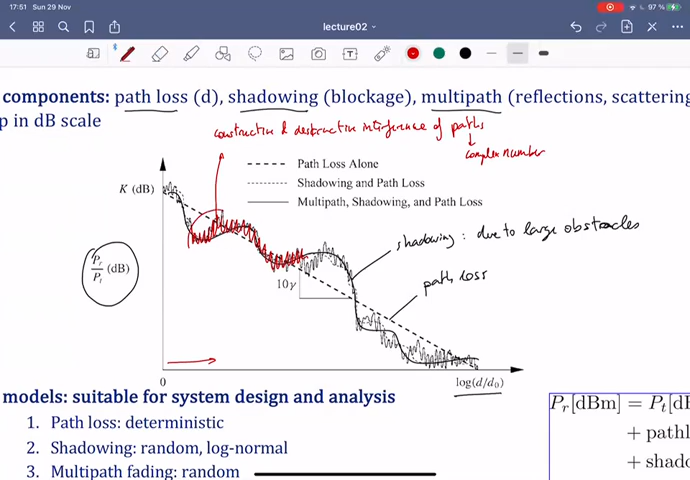 17:51 Sun 29 Nov
97 %
lecture02
components: path loss (d), shadowing (blockage), multipath (reflections, scattering
p in dB scale
constructive & destructive interference of paths
complex number
Path Loss Alone
K (dB)
Shadowing and Path Loss
Multipath, Shadowing, and Path Loss
shadowing : due to large obstacles
Pr/Pt (dB)
path loss
10γ
0
log(d/d0)
models: suitable for system design and analysis
Pr[dBm] = Pt[dB
1. Path loss: deterministic
+ pathl
2. Shadowing: random, log-normal
+ shado
3. Multipath fading: random